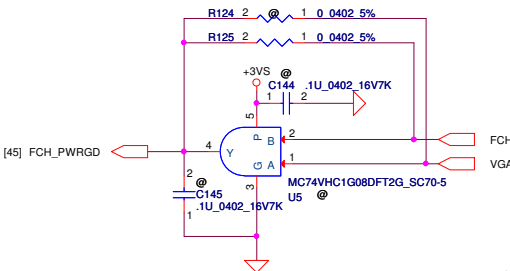 R124 2 @ 1 0_0402_5%
R125 2 1 0_0402_5%
+3VS
@
C144 .1U_0402_16V7K
1 2
5
P
B 2
[45] FCH_PWRGD 4 Y
FCH
G A 1
VGA
3
MC74VHC1G08DFT2G_SC70-5
U5 @
2
@
C145
.1U_0402_16V7K
1